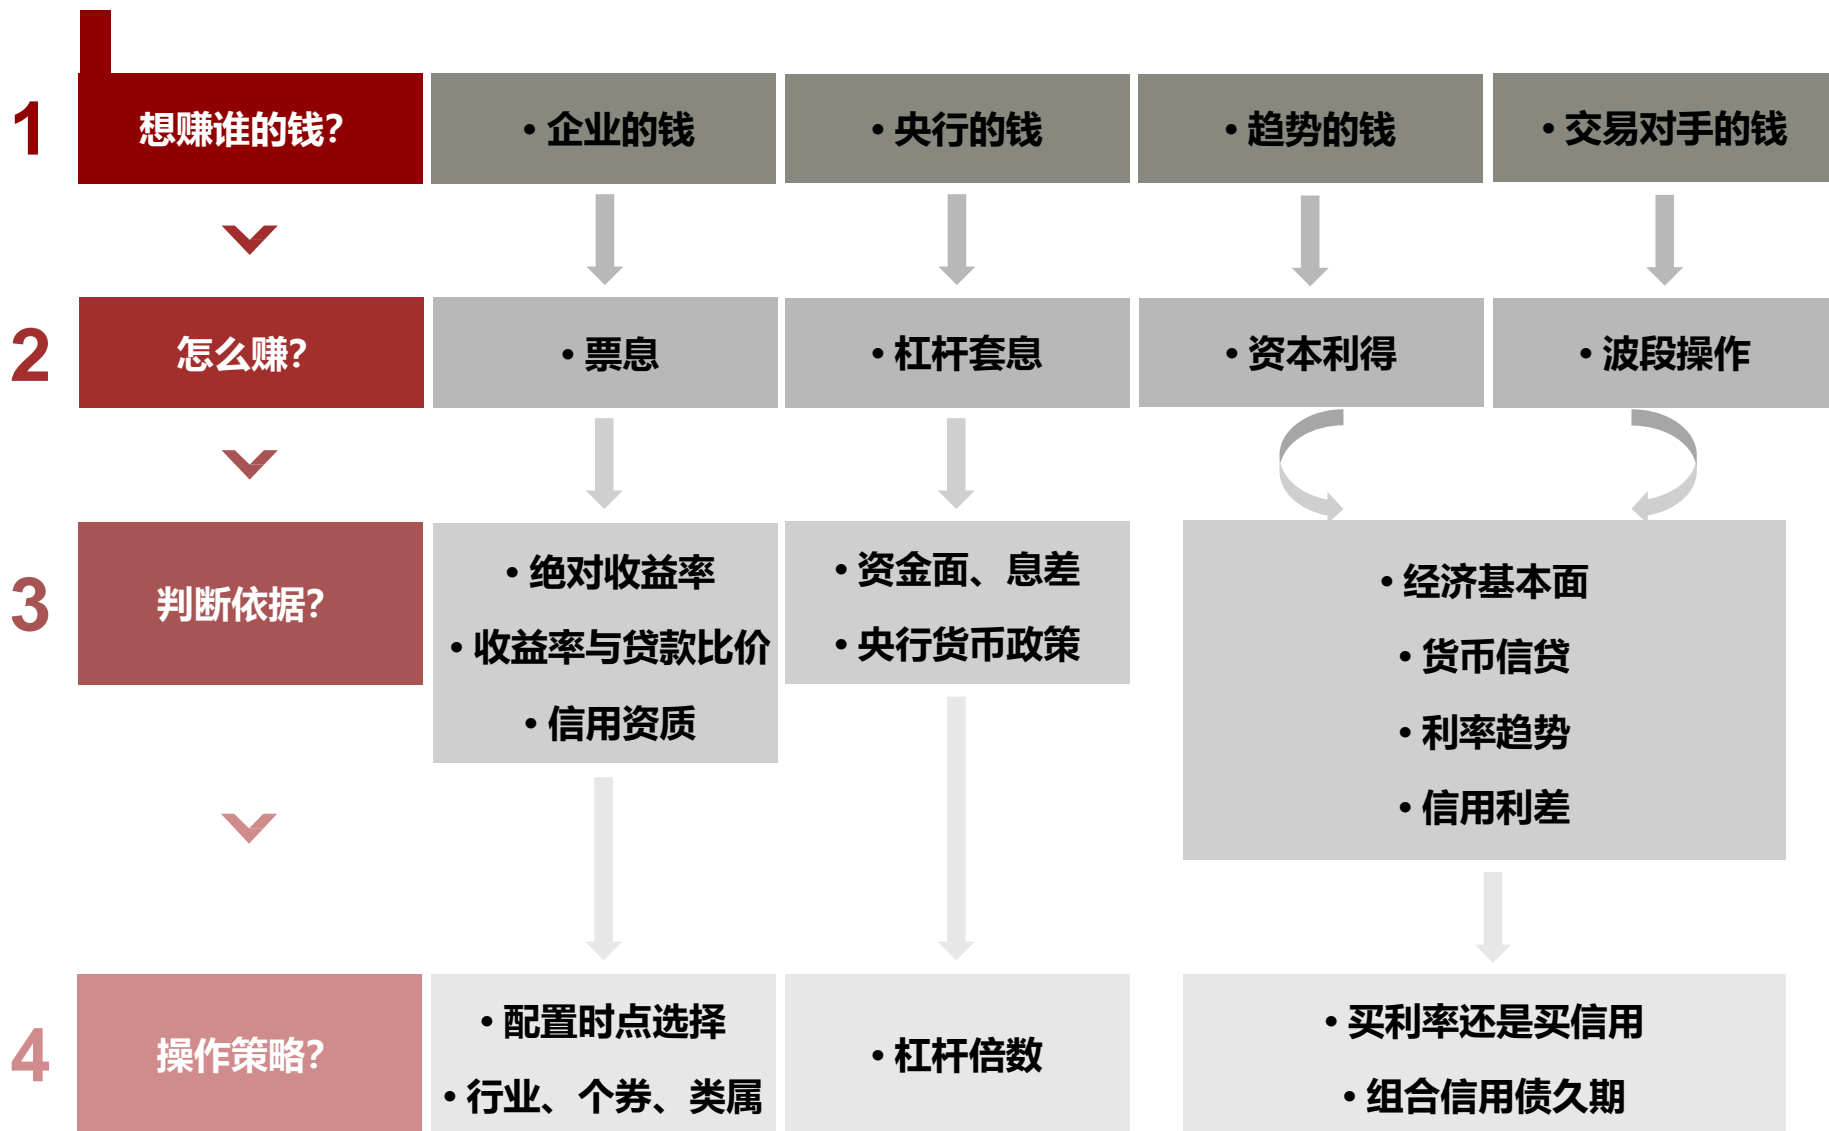 1
想赚谁的钱?
• 企业的钱
• 央行的钱
• 趋势的钱
• 交易对手的钱
2
怎么赚?
• 票息
• 杠杆套息
• 资本利得
• 波段操作
3
判断依据?
• 绝对收益率
• 收益率与贷款比价
• 信用资质
• 资金面、息差
• 央行货币政策
• 经济基本面
• 货币信贷
• 利率趋势
• 信用利差
4
操作策略?
• 配置时点选择
• 行业、个券、类属
• 杠杆倍数
• 买利率还是买信用
• 组合信用债久期